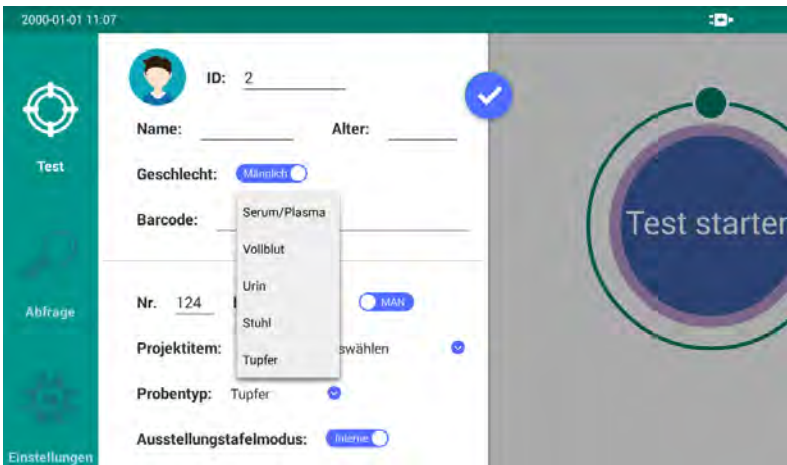 2000-01-01 11:07
ID: 2
Name: Alter:
Test
Geschlecht: Männlich
Barcode:
Serum/Plasma
Vollblut
Urin
Stuhl
Tupfer
Test starten
Abfrage
Nr. 124 MAN
Projektitem: swählen
Probentyp: Tupfer
Ausstellungstafelmodus: Interne
Einstellungen